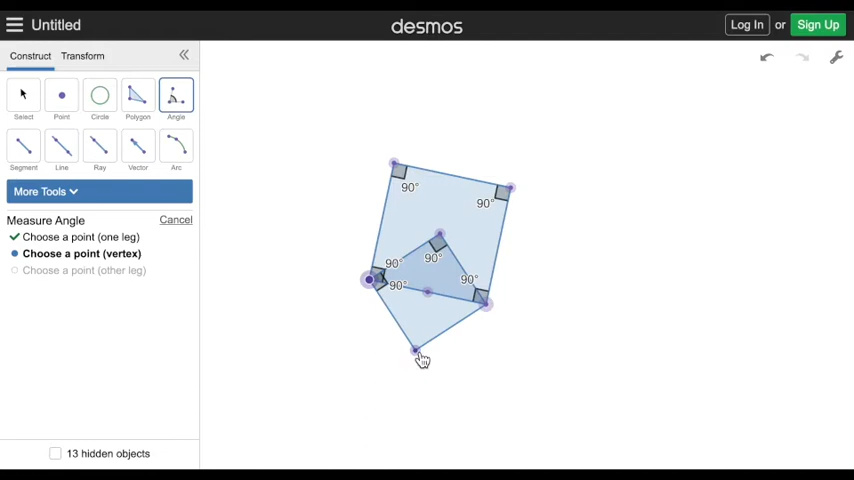 Untitled
desmos
Log In or Sign Up
Construct Transform
Select Point Circle Polygon Angle
Segment Line Ray Vector Arc
More Tools
Measure Angle Cancel
Choose a point (one leg)
Choose a point (vertex)
Choose a point (other leg)
13 hidden objects
90°
90°
90°
90°
90°
90°